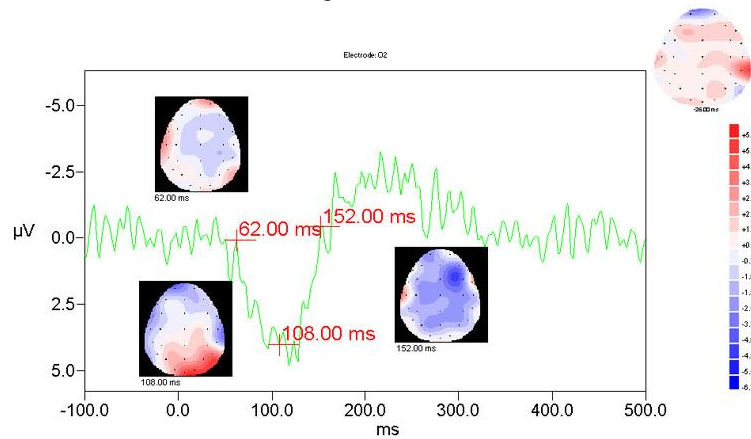 Electrode: O2
-26.00 ms
-5.0
-2.5
µV
0.0
2.5
5.0
62.00 ms
152.00 ms
108.00 ms
62.00 ms
108.00 ms
152.00 ms
-100.0
0.0
100.0
200.0
300.0
400.0
500.0
ms